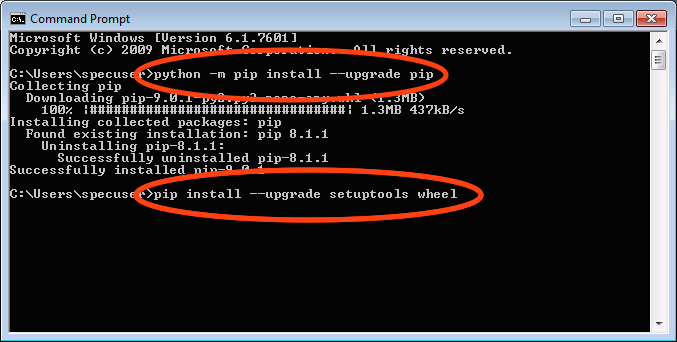 Command Prompt
Microsoft Windows [Version 6.1.7601]
Copyright (c) 2009 Microsoft Corporation. All rights reserved.
C:\Users\specuser>python -m pip install --upgrade pip
Collecting pip
Downloading pip-9.0.1-py2.py3-none-any.whl (1.3MB)
100% |################################| 1.3MB 437kB/s
Installing collected packages: pip
Found existing installation: pip 8.1.1
Uninstalling pip-8.1.1:
Successfully uninstalled pip-8.1.1
Successfully installed pip-9.0.1
C:\Users\specuser>pip install --upgrade setuptools wheel